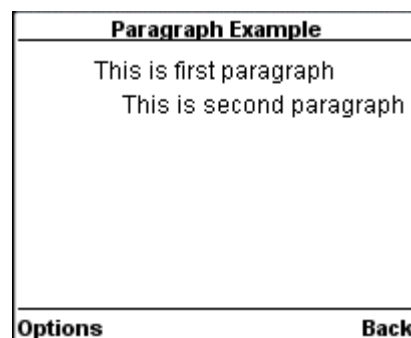 Paragraph Example
This is first paragraph
This is second paragraph
Options Back